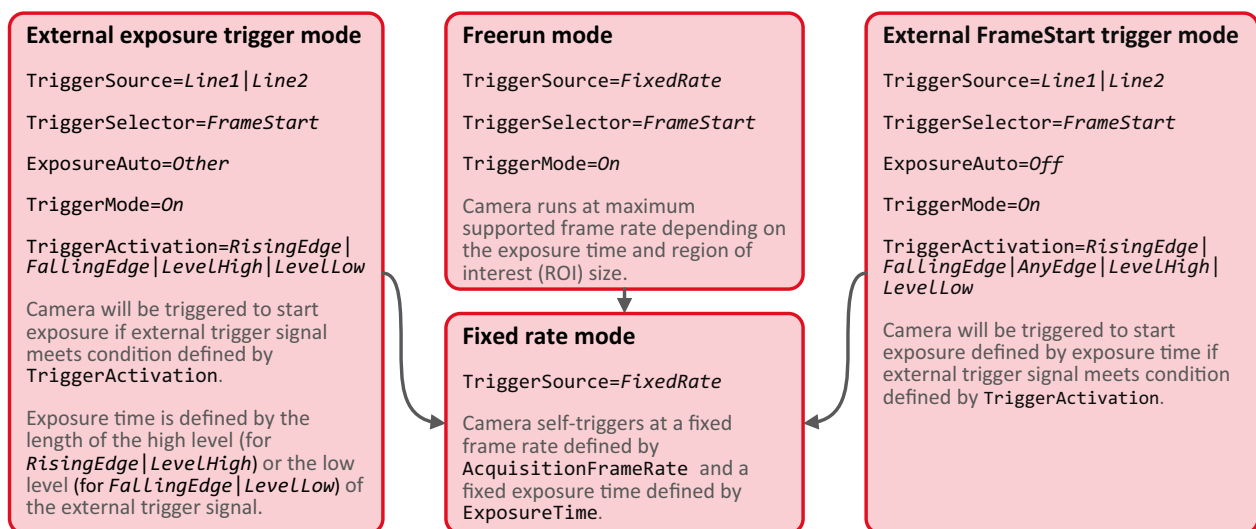 External exposure trigger mode
TriggerSource=Line1|Line2
TriggerSelector=FrameStart
ExposureAuto=Other
TriggerMode=On
TriggerActivation=RisingEdge|
FallingEdge|LevelHigh|LevelLow
Camera will be triggered to start
exposure if external trigger signal
meets condition defined by
TriggerActivation.
Exposure time is defined by the
length of the high level (for
RisingEdge|LevelHigh) or the low
level (for FallingEdge|LevelLow) of
the external trigger signal.
Freerun mode
TriggerSource=FixedRate
TriggerSelector=FrameStart
TriggerMode=On
Camera runs at maximum
supported frame rate depending on
the exposure time and region of
interest (ROI) size.
Fixed rate mode
TriggerSource=FixedRate
Camera self-triggers at a fixed
frame rate defined by
AcquisitionFrameRate and a
fixed exposure time defined by
ExposureTime.
External FrameStart trigger mode
TriggerSource=Line1|Line2
TriggerSelector=FrameStart
ExposureAuto=Off
TriggerMode=On
TriggerActivation=RisingEdge|
FallingEdge|AnyEdge|LevelHigh|
LevelLow
Camera will be triggered to start
exposure defined by exposure time if
external trigger signal meets condition
defined by TriggerActivation.